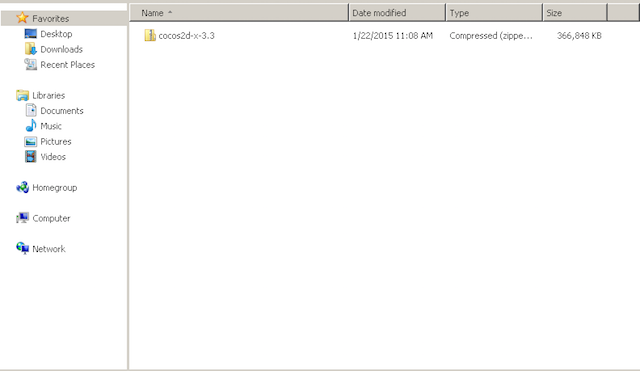 Favorites
Desktop
Downloads
Recent Places
Libraries
Documents
Music
Pictures
Videos
Homegroup
Computer
Network
Name Date modified Type Size
cocos2d-x-3.3 1/22/2015 11:08 AM Compressed (zippe... 366,848 KB